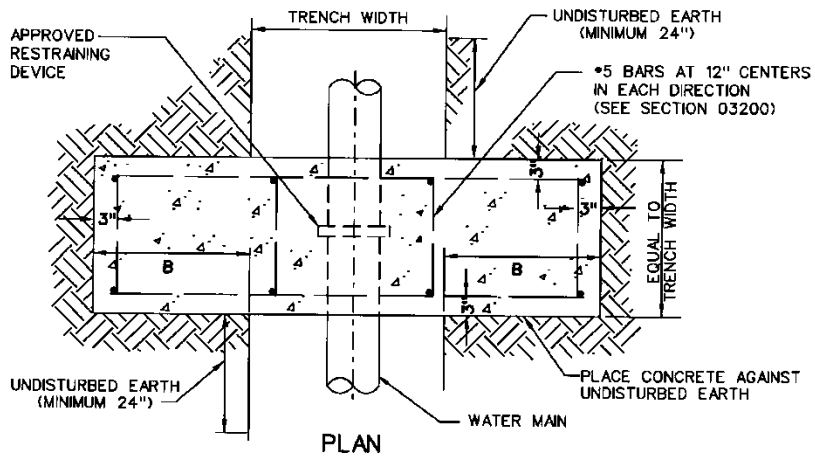 TRENCH WIDTH
UNDISTURBED EARTH
(MINIMUM 24")
APPROVED
RESTRAINING
DEVICE
•5 BARS AT 12" CENTERS
IN EACH DIRECTION
(SEE SECTION 03200)
3"
3"
3"
EQUAL TO
TRENCH WIDTH
B
B
3"
UNDISTURBED EARTH
(MINIMUM 24")
PLACE CONCRETE AGAINST
UNDISTURBED EARTH
WATER MAIN
PLAN